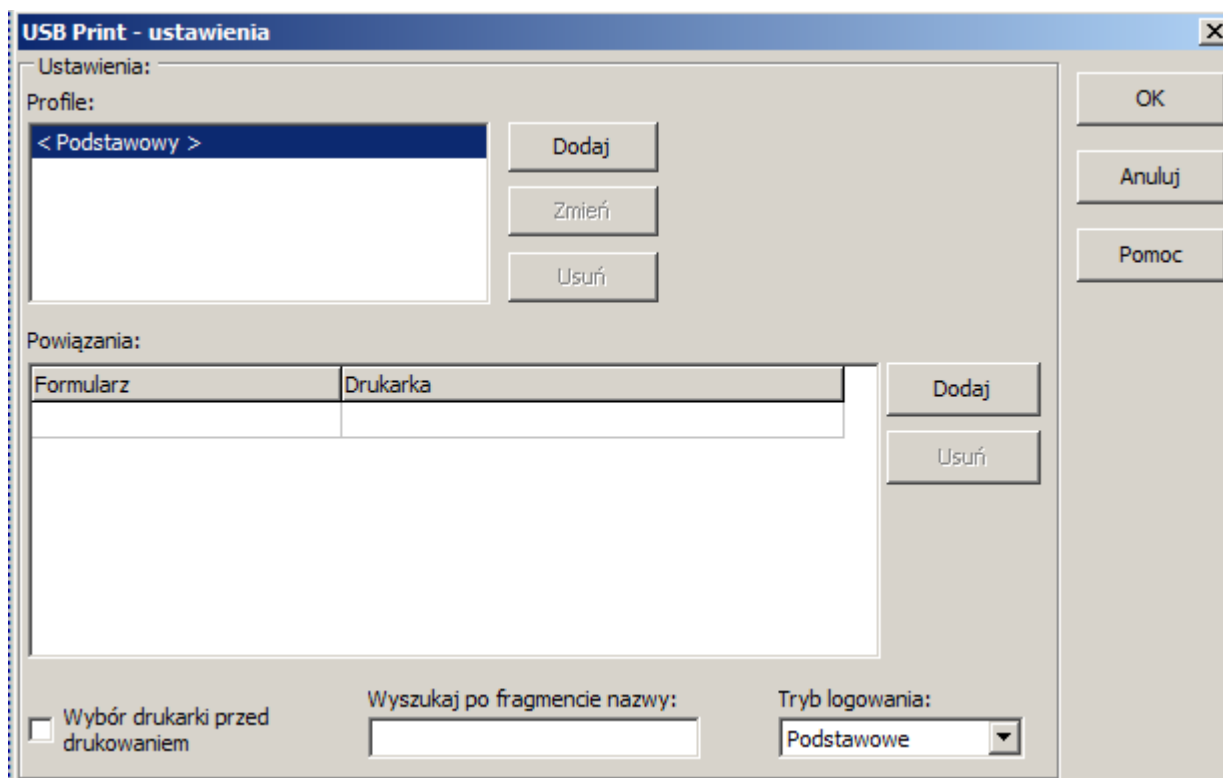 USB Print - ustawienia
Ustawienia:
Profile:
< Podstawowy >
Dodaj
Zmień
Usuń
OK
Anuluj
Pomoc
Powiązania:
Formularz Drukarka
Dodaj
Usuń
Wybór drukarki przed
drukowaniem
Wyszukaj po fragmencie nazwy:
Tryb logowania:
Podstawowe